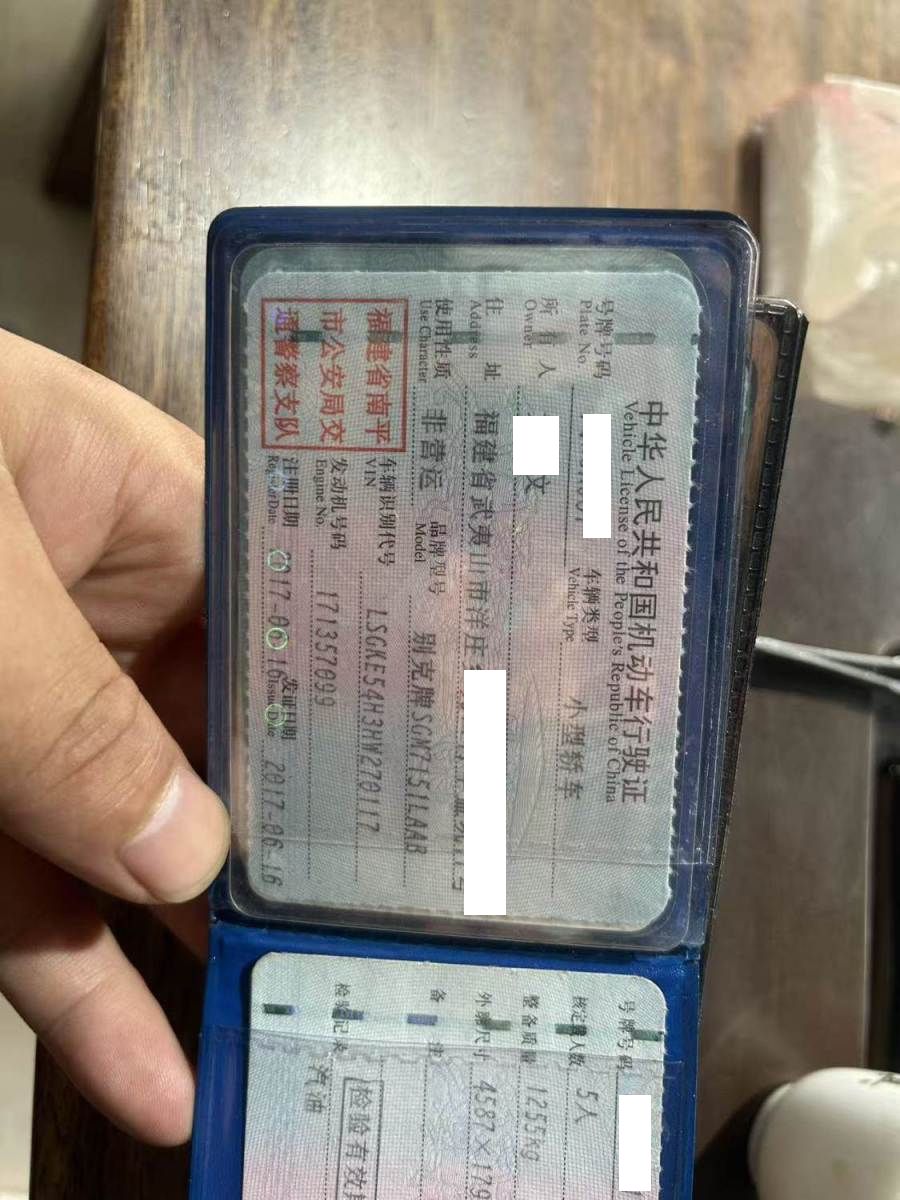 中华人民共和国机动车行驶证
Vehicle License of the People's Republic of China
号牌号码
Plate No.
车辆类型
Vehicle Type
小型轿车
所有人
Owner
文
住址
Address
福建省武夷山市洋庄
号
使用性质
Use Character
非营运
品牌型号
Model
别克牌SGM7151LAAB
车辆识别代号
VIN
LSGKE54H3HW270117
发动机号码
Engine No.
171357099
注册日期
2017-06-16
发证日期
Issue Date
2017-06-16
福建省南平
市公安局交
通警察支队
号牌号码
核定载人数
5人
整备质量
1255kg
外廓尺寸
4587×179
备注
检验记录
检验有效期
汽油